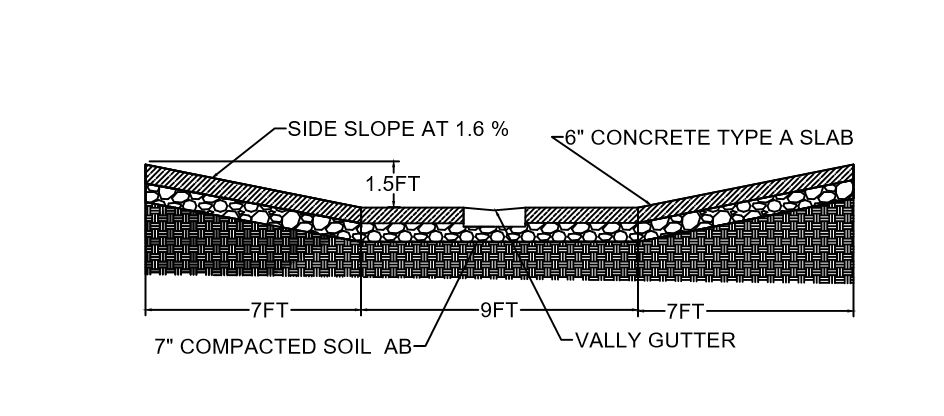 SIDE SLOPE AT 1.6 %
6" CONCRETE TYPE A SLAB
1.5FT
7FT
9FT
7FT
7" COMPACTED SOIL  AB
VALLY GUTTER